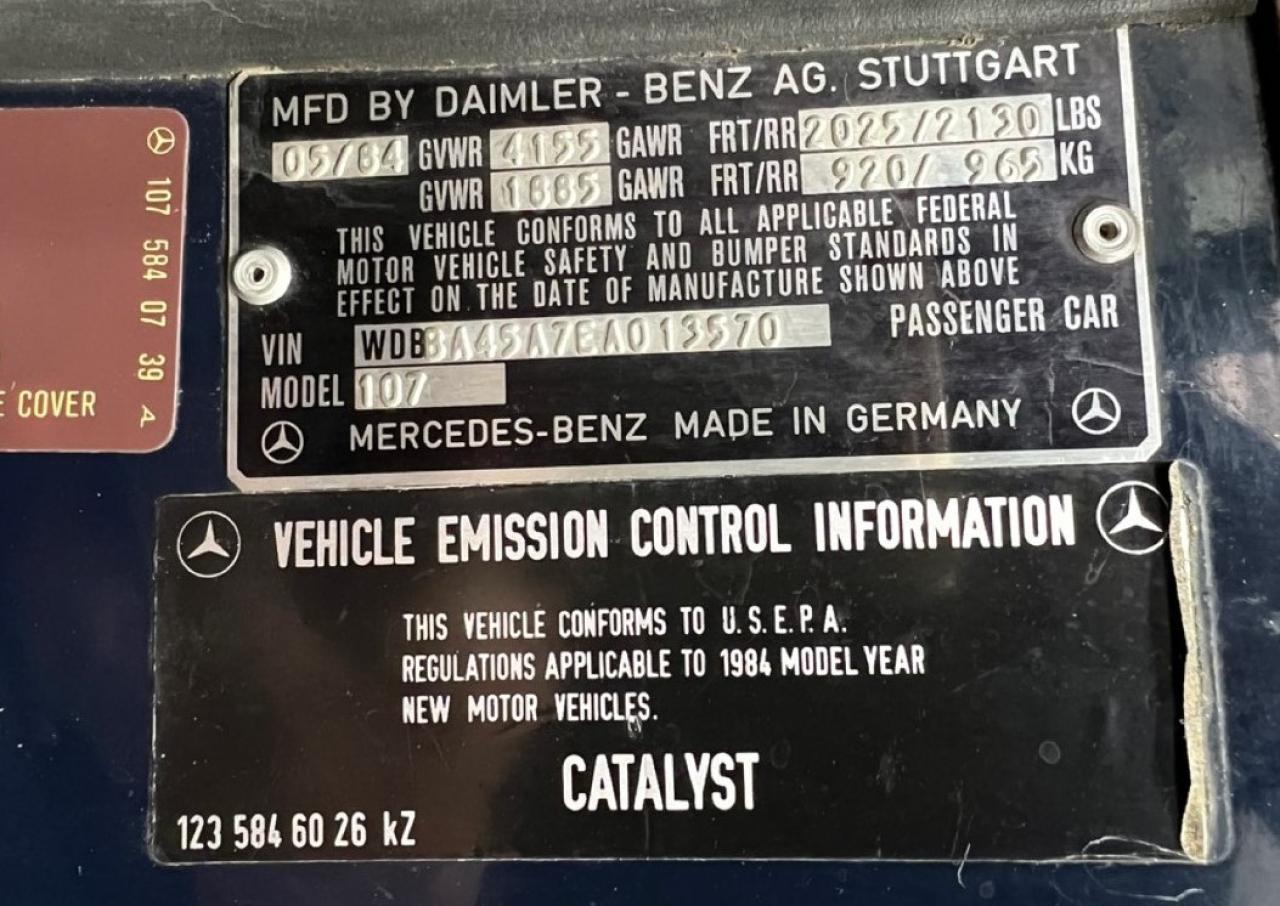 107 584 07 39 A
E COVER
MFD BY DAIMLER - BENZ AG. STUTTGART
05/84 GVWR 4155 GAWR FRT/RR 2025/2130 LBS
GVWR 1885 GAWR FRT/RR 920/ 965 KG
THIS VEHICLE CONFORMS TO ALL APPLICABLE FEDERAL
MOTOR VEHICLE SAFETY AND BUMPER STANDARDS IN
EFFECT ON THE DATE OF MANUFACTURE SHOWN ABOVE
VIN WDBBA45A7EA013570 PASSENGER CAR
MODEL 107
MERCEDES-BENZ MADE IN GERMANY
VEHICLE EMISSION CONTROL INFORMATION
THIS VEHICLE CONFORMS TO U.S.E.P.A.
REGULATIONS APPLICABLE TO 1984 MODEL YEAR
NEW MOTOR VEHICLES.
CATALYST
123 584 60 26 kZ